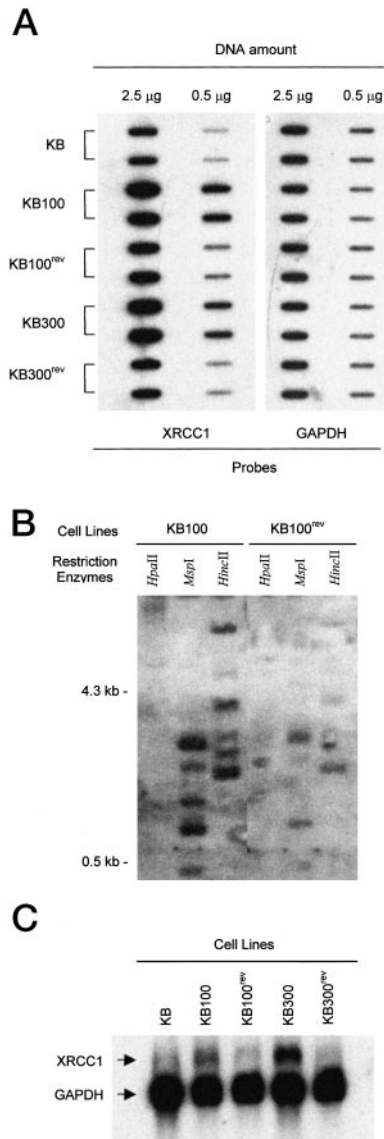 A
DNA amount
2.5 μg 0.5 μg 2.5 μg 0.5 μg
KB
KB100
KB100rev
KB300
KB300rev
XRCC1 GAPDH
Probes
B
Cell Lines KB100 KB100rev
Restriction Enzymes HpaII MspI HincII HpaII MspI HincII
4.3 kb -
0.5 kb -
C
Cell Lines
KB KB100 KB100rev KB300 KB300rev
XRCC1
GAPDH